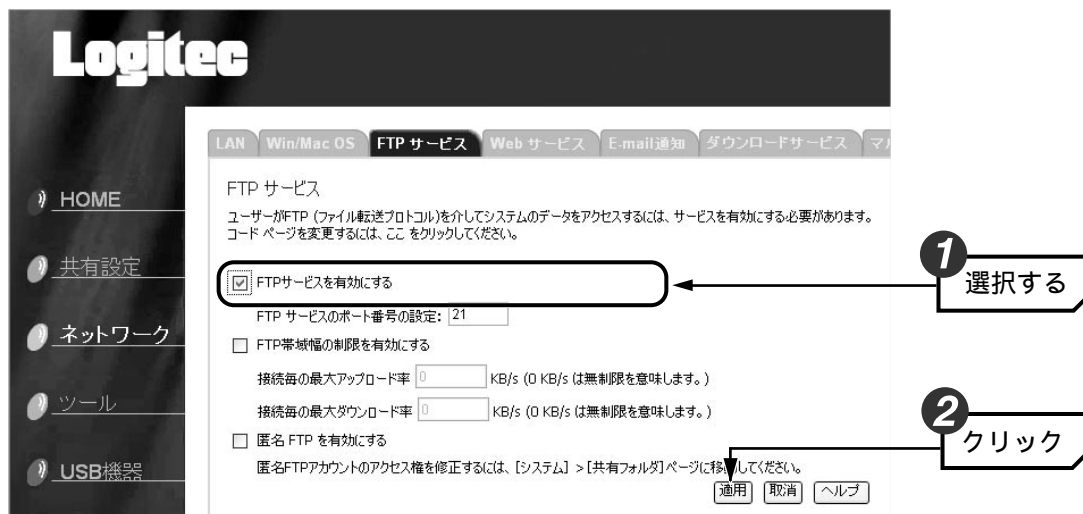 Logitec
LAN Win/Mac OS FTP サービス Web サービス E-mail通知 ダウンロードサービス
FTP サービス
ユーザーがFTP (ファイル転送プロトコル)を介してシステムのデータをアクセスするには、サービスを有効にする必要があります。
コード ページを変更するには、ここ をクリックしてください。
HOME
共有設定
ネットワーク
ツール
USB機器
FTPサービスを有効にする
FTP サービスのポート番号の設定: 21
FTP帯域幅の制限を有効にする
接続毎の最大アップロード率 0 KB/s (0 KB/s は無制限を意味します。)
接続毎の最大ダウンロード率 0 KB/s (0 KB/s は無制限を意味します。)
匿名 FTP を有効にする
匿名FTPアカウントのアクセス権を修正するには、[システム] >[共有フォルダ]ページに移 してください。
適用 取消 ヘルプ
1 選択する
2 クリック